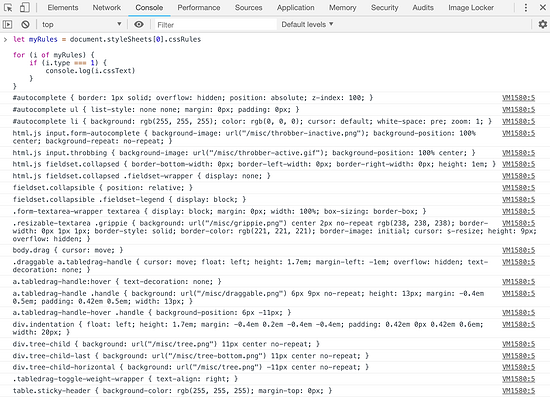 Elements Network Console Sources Performance Application Memory Security Audits Image Locker
top Filter Default levels
let myRules = document.styleSheets[0].cssRules
for (i of myRules) {
if (i.type === 1) {
console.log(i.cssText)
}
}
#autocomplete { border: 1px solid; overflow: hidden; position: absolute; z-index: 100; } VM1580:5
#autocomplete ul { list-style: none none; margin: 0px; padding: 0px; } VM1580:5
#autocomplete li { background: rgb(255, 255, 255); color: rgb(0, 0, 0); cursor: default; white-space: pre; zoom: 1; } VM1580:5
html.js input.form-autocomplete { background-image: url("/misc/throbber-inactive.png"); background-position: 100% VM1580:5
center; background-repeat: no-repeat; }
html.js input.throbbing { background-image: url("/misc/throbber-active.gif"); background-position: 100% center; } VM1580:5
html.js fieldset.collapsed { border-bottom-width: 0px; border-left-width: 0px; border-right-width: 0px; height: 1em; } VM1580:5
html.js fieldset.collapsed .fieldset-wrapper { display: none; } VM1580:5
fieldset.collapsible { position: relative; } VM1580:5
fieldset.collapsible .fieldset-legend { display: block; } VM1580:5
.form-textarea-wrapper textarea { display: block; margin: 0px; width: 100%; box-sizing: border-box; } VM1580:5
.resizable-textarea .grippie { background: url("/misc/grippie.png") center 2px no-repeat rgb(238, 238, 238); border- VM1580:5
width: 0px 1px 1px; border-style: solid; border-color: rgb(221, 221, 221); border-image: initial; cursor: s-resize; height: 9px;
overflow: hidden; }
body.drag { cursor: move; } VM1580:5
.draggable a.tabledrag-handle { cursor: move; float: left; height: 1.7em; margin-left: -1em; overflow: hidden; text- VM1580:5
decoration: none; }
a.tabledrag-handle:hover { text-decoration: none; } VM1580:5
a.tabledrag-handle .handle { background: url("/misc/draggable.png") 6px 9px no-repeat; height: 13px; margin: -0.4em VM1580:5
0.5em; padding: 0.42em 0.5em; width: 13px; }
a.tabledrag-handle-hover .handle { background-position: 6px -11px; } VM1580:5
div.indentation { float: left; height: 1.7em; margin: -0.4em 0.2em -0.4em -0.4em; padding: 0.42em 0px 0.42em 0.6em; VM1580:5
width: 20px; }
div.tree-child { background: url("/misc/tree.png") 11px center no-repeat; } VM1580:5
div.tree-child-last { background: url("/misc/tree-bottom.png") 11px center no-repeat; } VM1580:5
div.tree-child-horizontal { background: url("/misc/tree.png") -11px center no-repeat; } VM1580:5
.tabledrag-toggle-weight-wrapper { text-align: right; } VM1580:5
table.sticky-header { background-color: rgb(255, 255, 255); margin-top: 0px; } VM1580:5